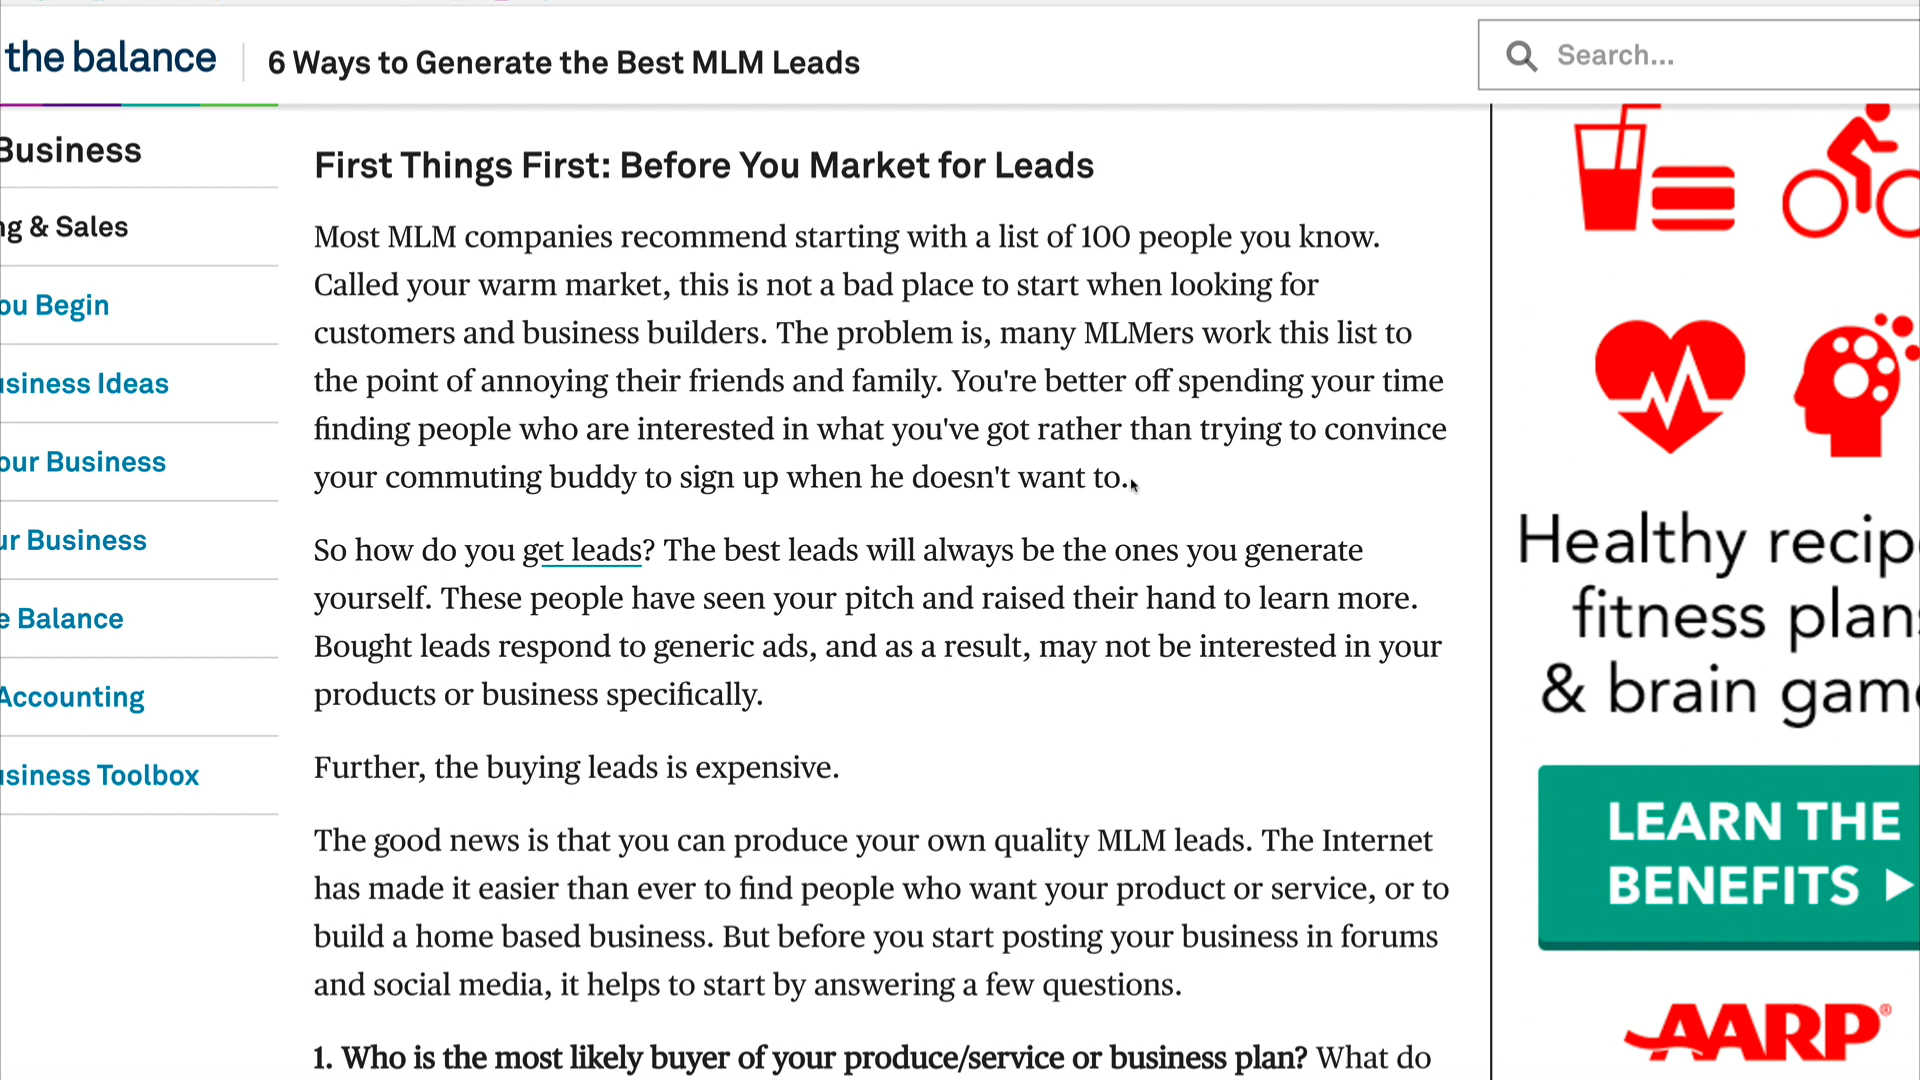 the balance
6 Ways to Generate the Best MLM Leads
Search...
Business
& Sales
Begin
Ideas
Business
Business
Balance
Accounting
Toolbox
First Things First: Before You Market for Leads
Most MLM companies recommend starting with a list of 100 people you know.
Called your warm market, this is not a bad place to start when looking for
customers and business builders. The problem is, many MLMers work this list to
the point of annoying their friends and family. You're better off spending your time
finding people who are interested in what you've got rather than trying to convince
your commuting buddy to sign up when he doesn't want to.
So how do you get leads? The best leads will always be the ones you generate
yourself. These people have seen your pitch and raised their hand to learn more.
Bought leads respond to generic ads, and as a result, may not be interested in your
products or business specifically.
Further, the buying leads is expensive.
The good news is that you can produce your own quality MLM leads. The Internet
has made it easier than ever to find people who want your product or service, or to
build a home based business. But before you start posting your business in forums
and social media, it helps to start by answering a few questions.
1. Who is the most likely buyer of your produce/service or business plan? What do
Healthy
fitness
& brain
LEARN THE
BENEFITS
AARP®